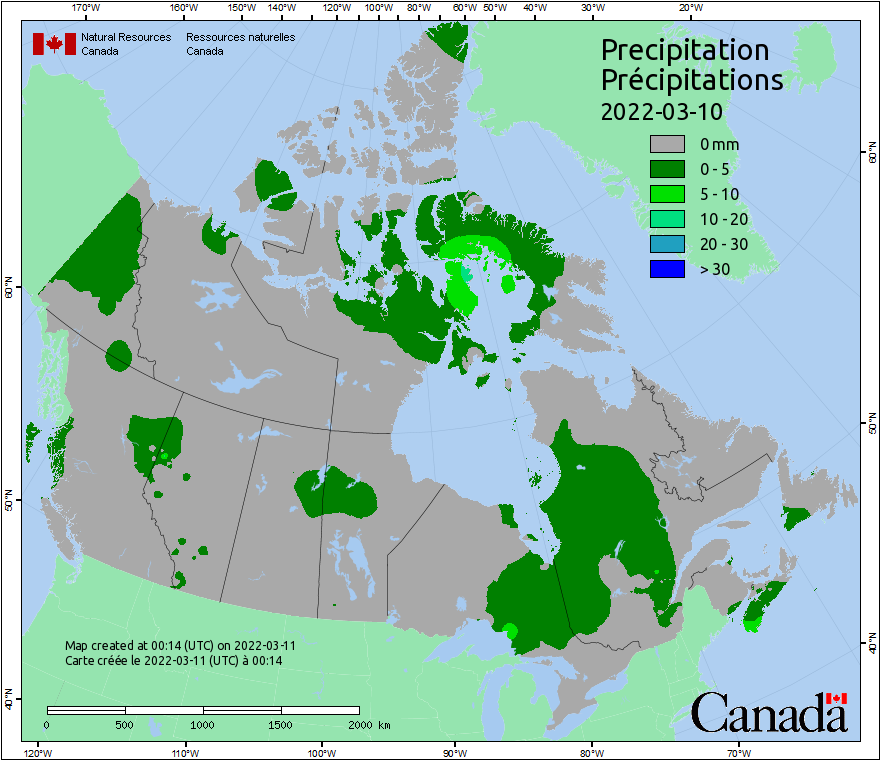 170°W 160°W 150°W 140°W 120°W 100°W 80°W 60°W 50°W 40°W 30°W 20°W
Natural Resources Ressources naturelles
Canada Canada
Precipitation
Précipitations
2022-03-10
0 mm
0 - 5
5 - 10
10 - 20
20 - 30
> 30
60°N
60°N
50°N
50°N
40°N
40°N
Map created at 00:14 (UTC) on 2022-03-11
Carte créée le 2022-03-11 (UTC) à 00:14
0 500 1000 1500 2000 km
Canada
120°W 110°W 100°W 90°W 80°W 70°W